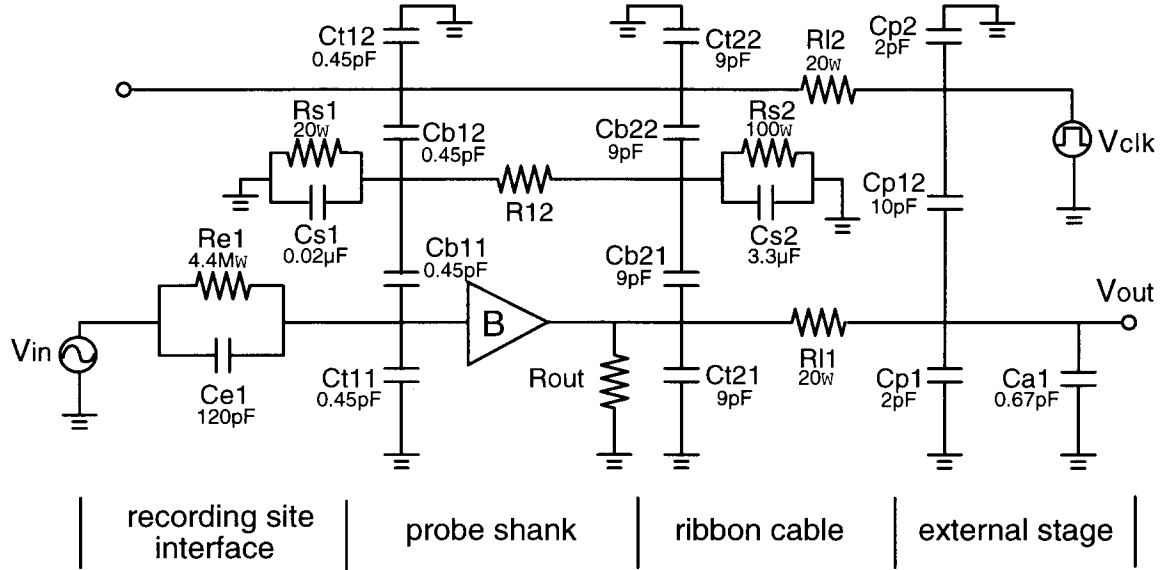 Ct12
0.45pF
Ct22
9pF
Rl2
20w
Cp2
2pF
Rs1
20w
Cb12
0.45pF
Cb22
9pF
Rs2
100w
Vclk
Cs1
0.02µF
R12
Cs2
3.3µF
Cp12
10pF
Re1
4.4Mw
Cb11
0.45pF
Cb21
9pF
Vin
B
Vout
Ce1
120pF
Ct11
0.45pF
Rout
Ct21
9pF
Rl1
20w
Cp1
2pF
Ca1
0.67pF
recording site
interface
probe shank
ribbon cable
external stage